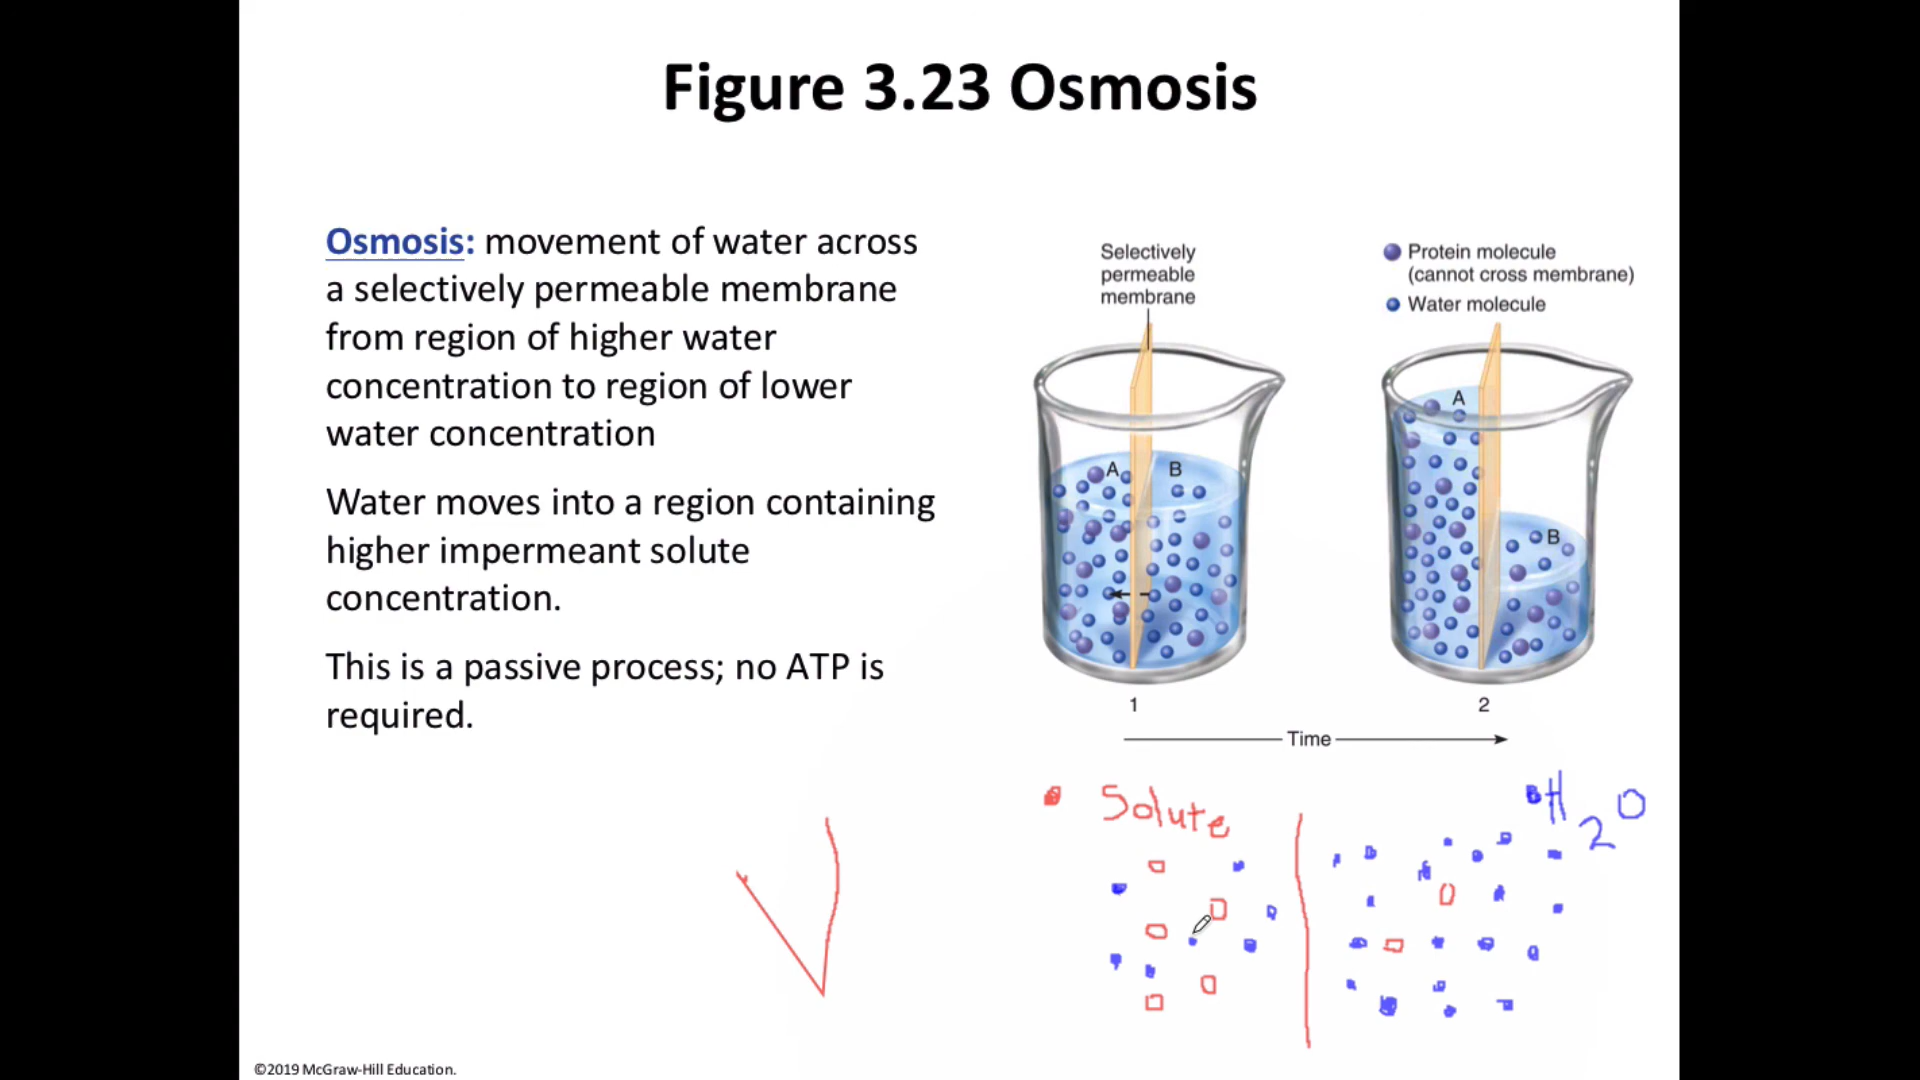 Figure 3.23 Osmosis
Osmosis: movement of water across
a selectively permeable membrane
from region of higher water
concentration to region of lower
water concentration
Water moves into a region containing
higher impermeant solute
concentration.
This is a passive process; no ATP is
required.
Selectively
permeable
membrane
Protein molecule
(cannot cross membrane)
Water molecule
A
B
A
B
1
2
Time
Solute
H2O
©2019 McGraw-Hill Education.